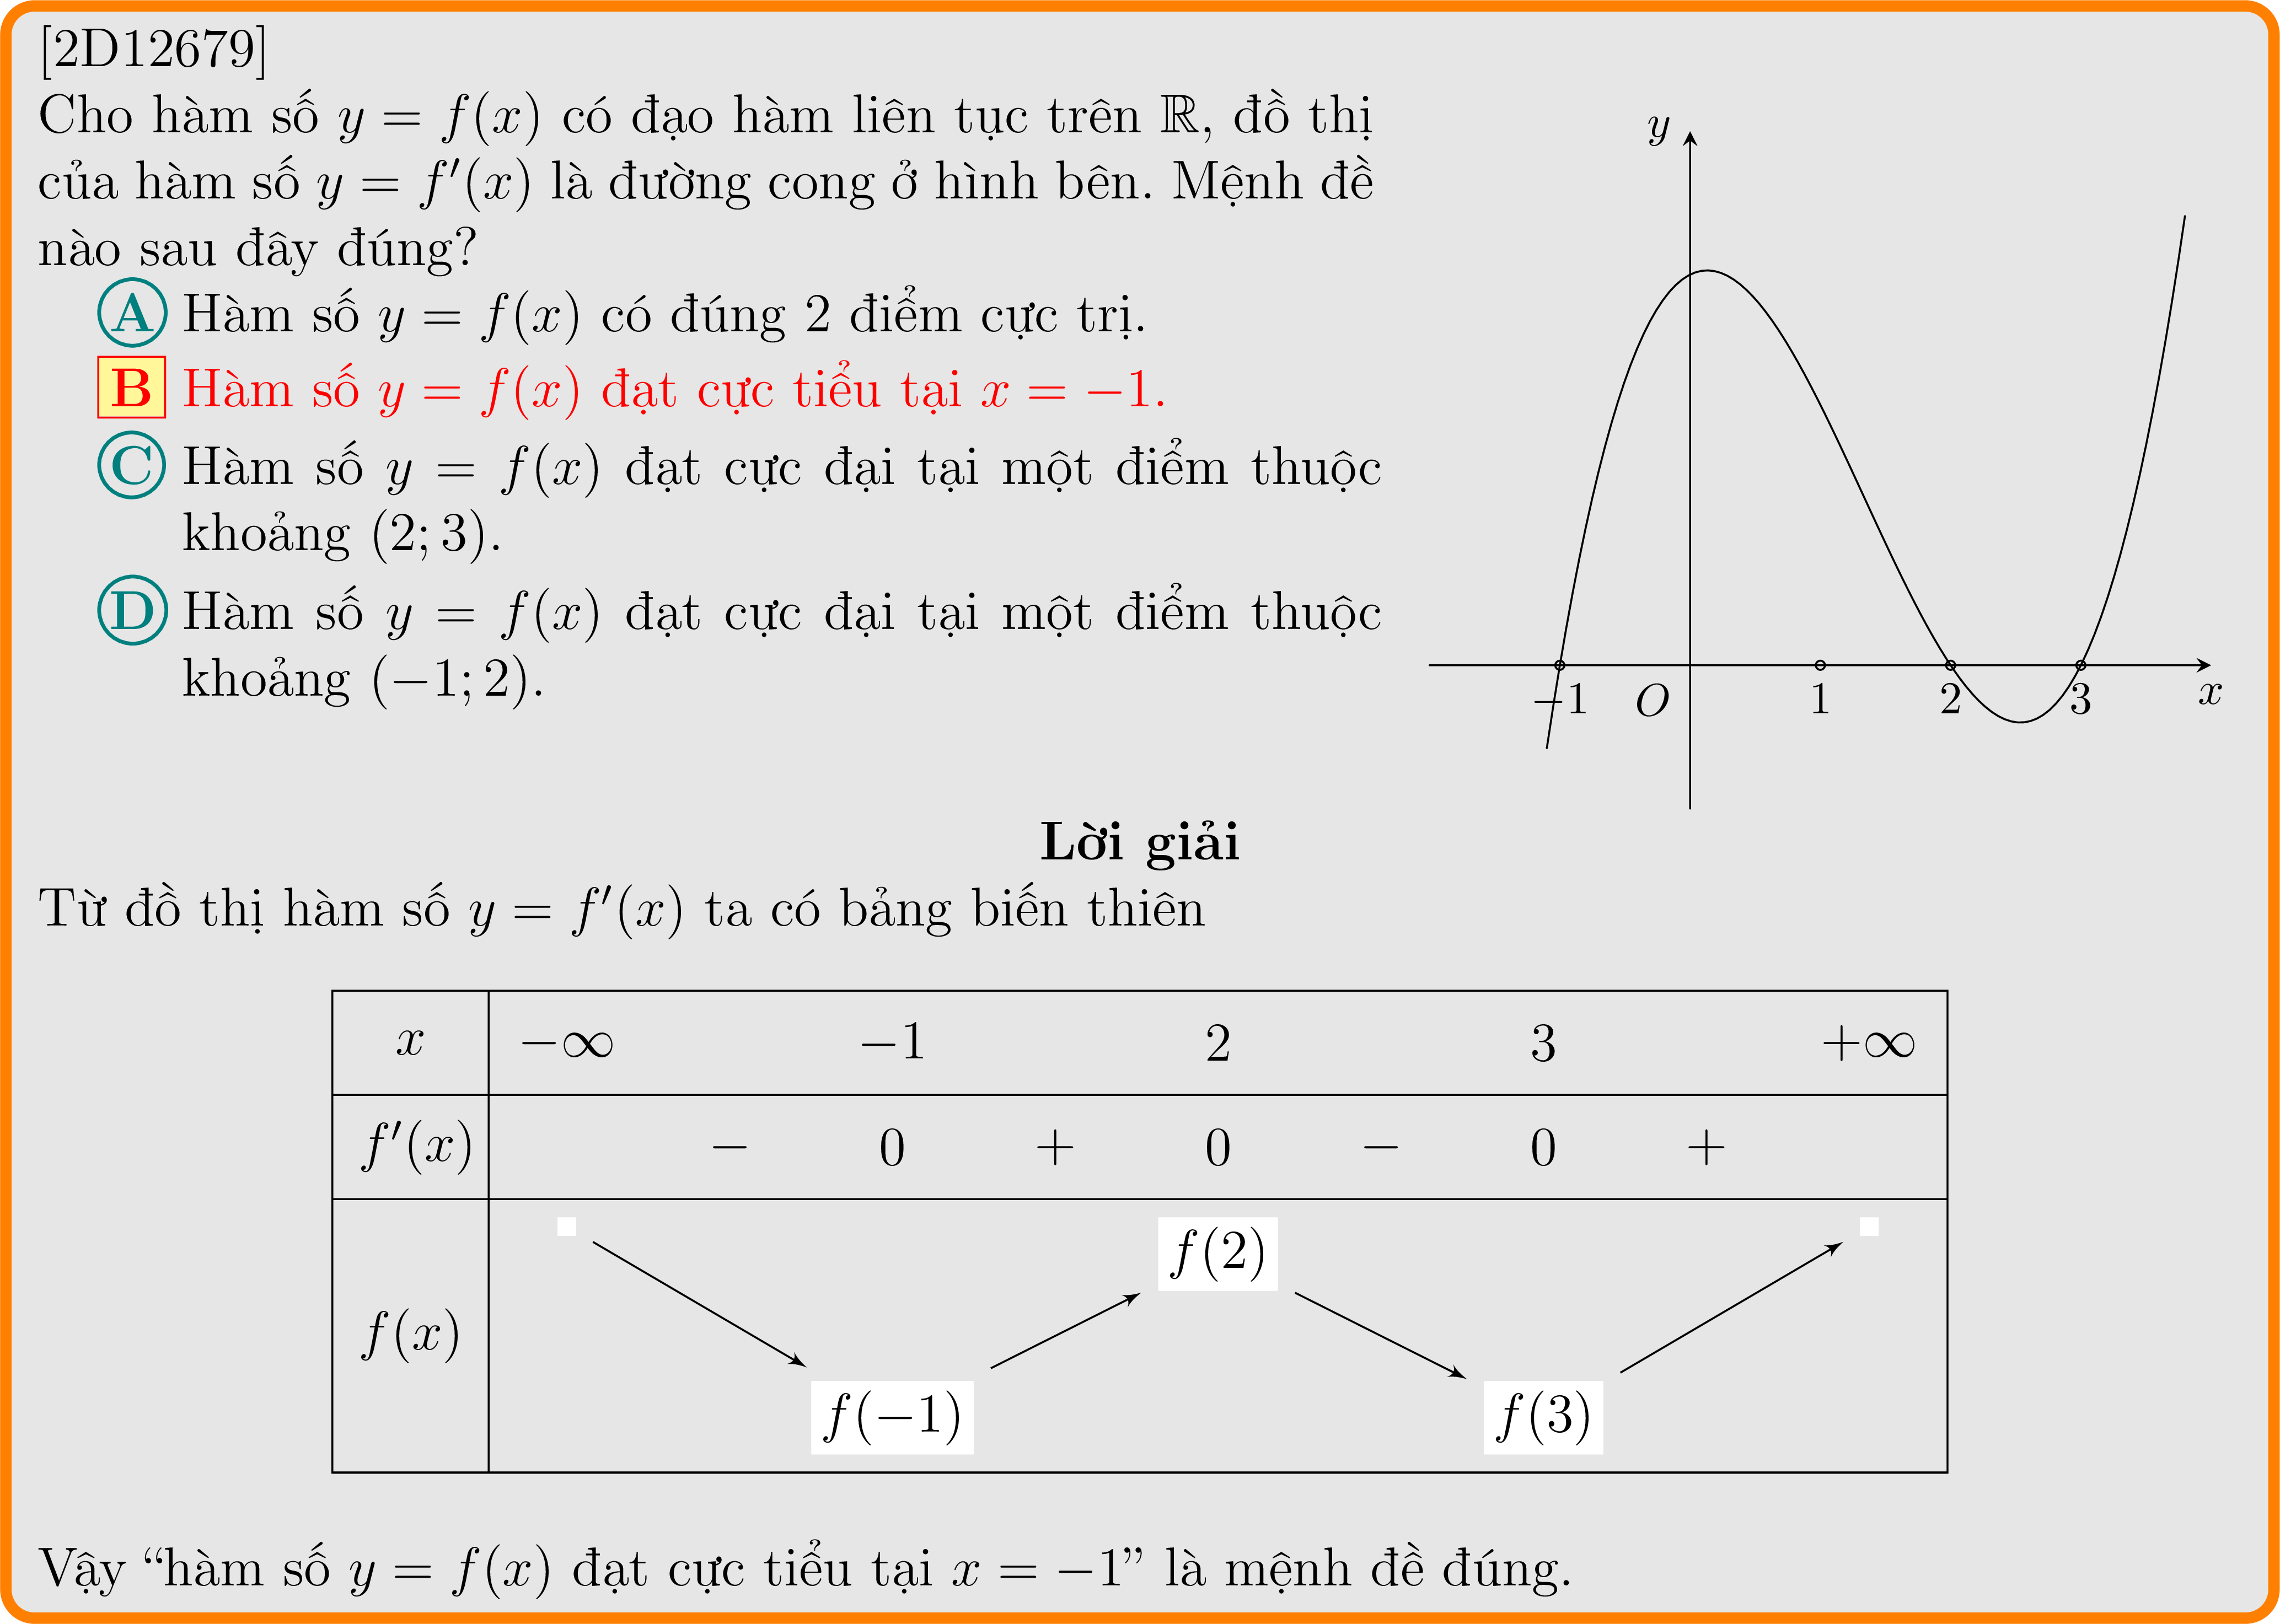 [2D12679]
Cho hàm số y = f(x) có đạo hàm liên tục trên ℝ, đồ thị
của hàm số y = f′(x) là đường cong ở hình bên. Mệnh đề
nào sau đây đúng?
A Hàm số y = f(x) có đúng 2 điểm cực trị.
B Hàm số y = f(x) đạt cực tiểu tại x = −1.
C Hàm số y = f(x) đạt cực đại tại một điểm thuộc
khoảng (2; 3).
D Hàm số y = f(x) đạt cực đại tại một điểm thuộc
khoảng (−1; 2).
y
−1 O 1 2 3 x
Lời giải
Từ đồ thị hàm số y = f′(x) ta có bảng biến thiên
x −∞ −1 2 3 +∞
f′(x) − 0 + 0 − 0 +
f(2)
f(x)
f(−1) f(3)
Vậy “hàm số y = f(x) đạt cực tiểu tại x = −1” là mệnh đề đúng.